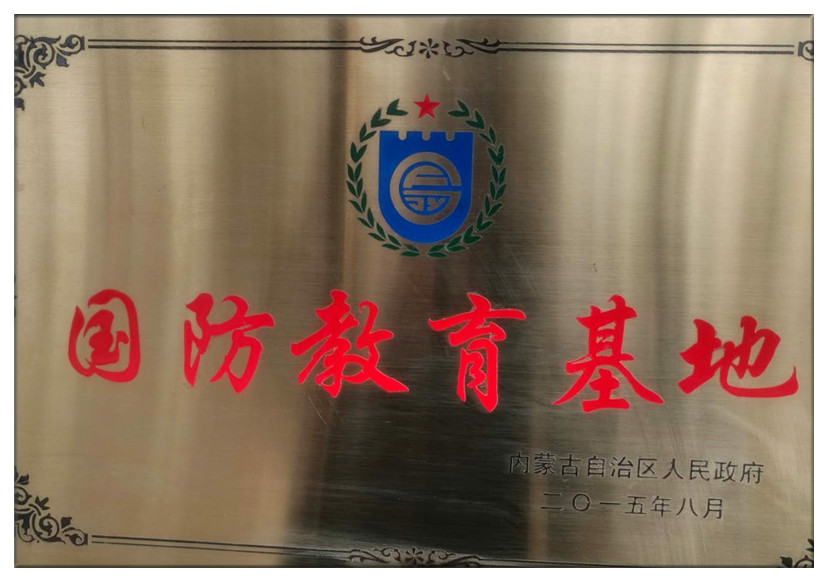 国防教育基地
内蒙古自治区人民政府
二〇一五年八月